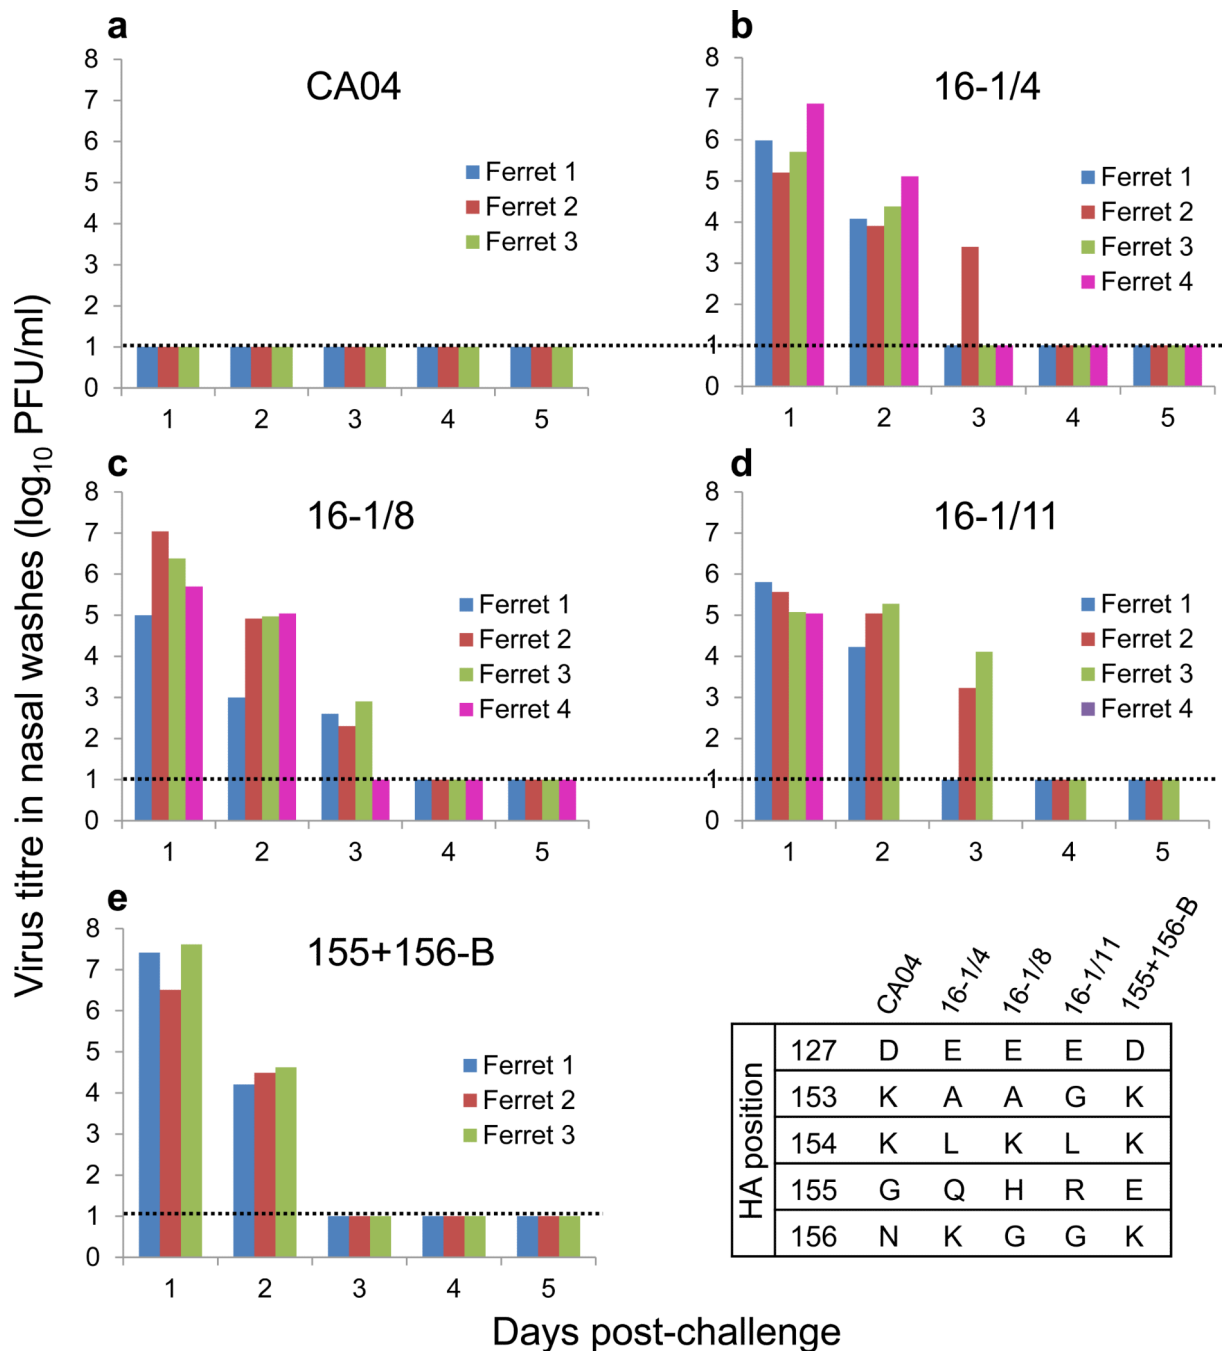 Virus titre in nasal washes (log10 PFU/ml)
a
CA04
8
7
6
5
4
3
2
1
0
Ferret 1
Ferret 2
Ferret 3
1 2 3 4 5
b
16-1/4
8
7
6
5
4
3
2
1
0
Ferret 1
Ferret 2
Ferret 3
Ferret 4
1 2 3 4 5
c
16-1/8
8
7
6
5
4
3
2
1
0
Ferret 1
Ferret 2
Ferret 3
Ferret 4
1 2 3 4 5
d
16-1/11
8
7
6
5
4
3
2
1
0
Ferret 1
Ferret 2
Ferret 3
Ferret 4
1 2 3 4 5
e
155+156-B
8
7
6
5
4
3
2
1
0
Ferret 1
Ferret 2
Ferret 3
1 2 3 4 5
CA04 16-1/4 16-1/8 16-1/11 155+156-B
HA position
127 D E E E D
153 K A A G K
154 K L K L K
155 G Q H R E
156 N K G G K
Days post-challenge